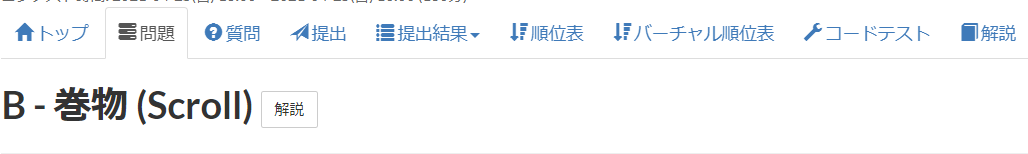 トップ 問題 質問 提出 提出結果 順位表 バーチャル順位表 コードテスト 解説
B - 巻物 (Scroll) 解説